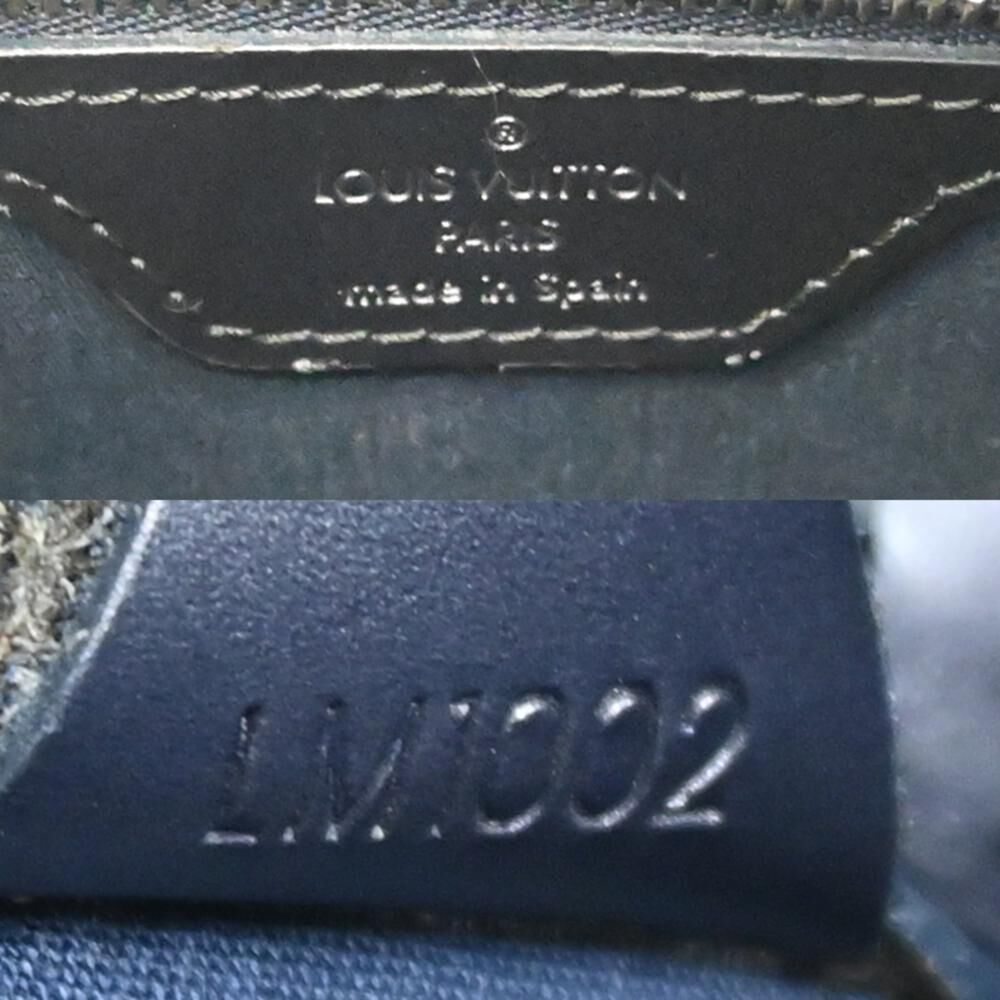 ®
LOUIS VUITTON
PARIS
made in Spain
LM1002